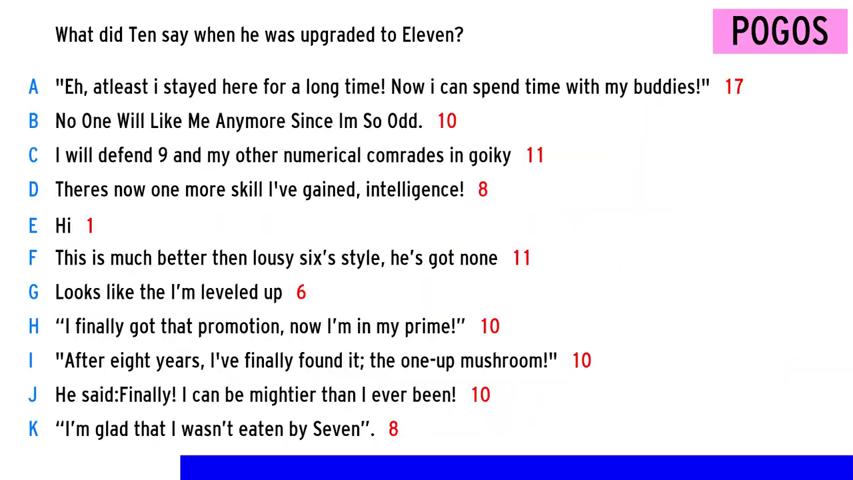 What did Ten say when he was upgraded to Eleven?
POGOS
A "Eh, atleast i stayed here for a long time! Now i can spend time with my buddies!" 17
B No One Will Like Me Anymore Since Im So Odd. 10
C I will defend 9 and my other numerical comrades in goiky 11
D Theres now one more skill I've gained, intelligence! 8
E Hi 1
F This is much better then lousy six’s style, he’s got none 11
G Looks like the I’m leveled up 6
H “I finally got that promotion, now I’m in my prime!” 10
I "After eight years, I've finally found it; the one-up mushroom!" 10
J He said:Finally! I can be mightier than I ever been! 10
K “I’m glad that I wasn’t eaten by Seven”. 8